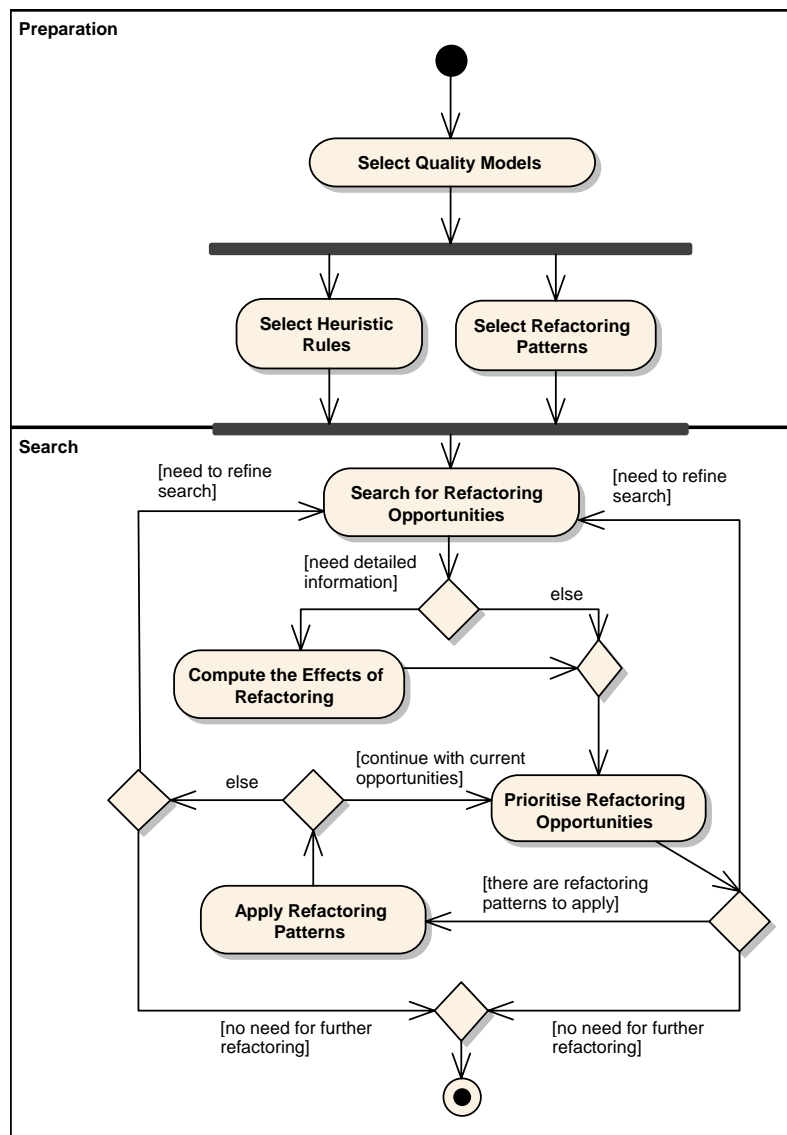 Preparation
Select Quality Models
Select Heuristic
Rules
Select Refactoring
Patterns
Search
[need to refine
search]
Search for Refactoring
Opportunities
[need to refine
search]
[need detailed
information]
else
Compute the Effects of
Refactoring
else
[continue with current
opportunities]
Prioritise Refactoring
Opportunities
Apply Refactoring
Patterns
[there are refactoring
patterns to apply]
[no need for further
refactoring]
[no need for further
refactoring]